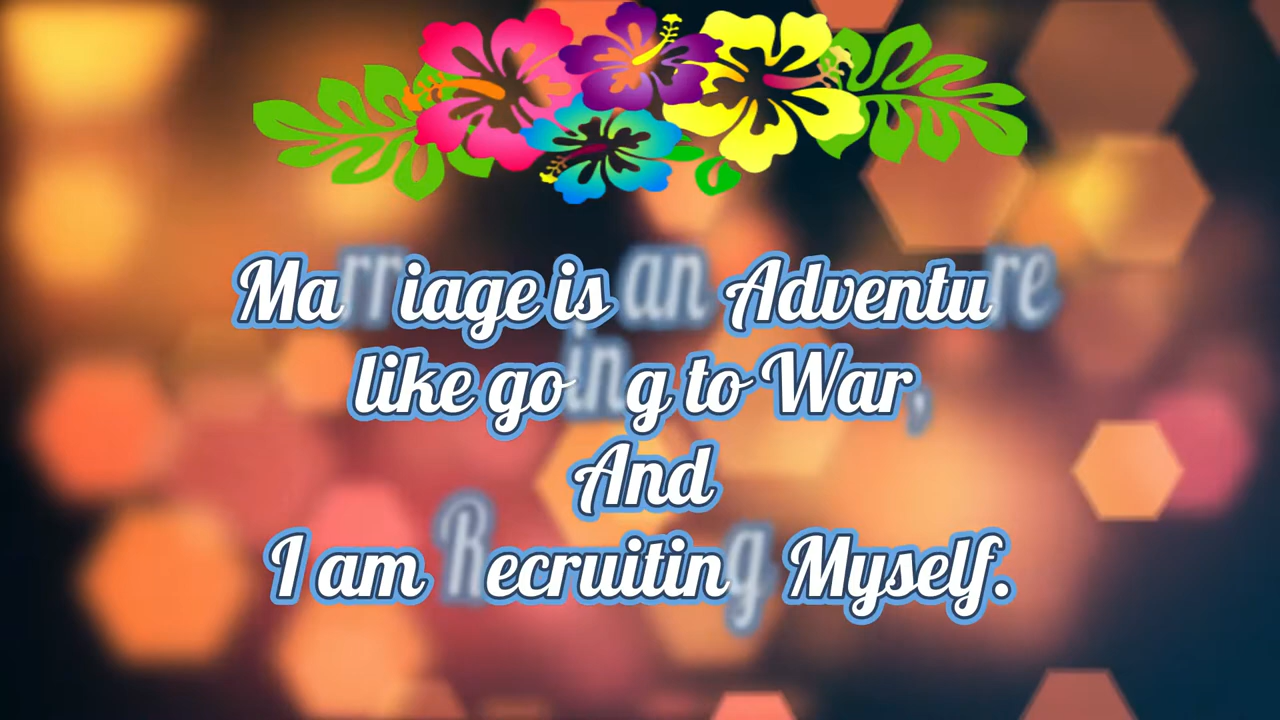 Marriage is an Adventure
like going to War,
And
I am Recruiting Myself.